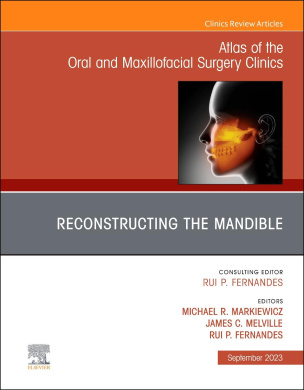 Clinics Review Articles
Atlas of the
Oral and Maxillofacial Surgery Clinics
RECONSTRUCTING THE MANDIBLE
CONSULTING EDITOR
RUI P. FERNANDES
EDITORS
MICHAEL R. MARKIEWICZ
JAMES C. MELVILLE
RUI P. FERNANDES
ELSEVIER
September 2023